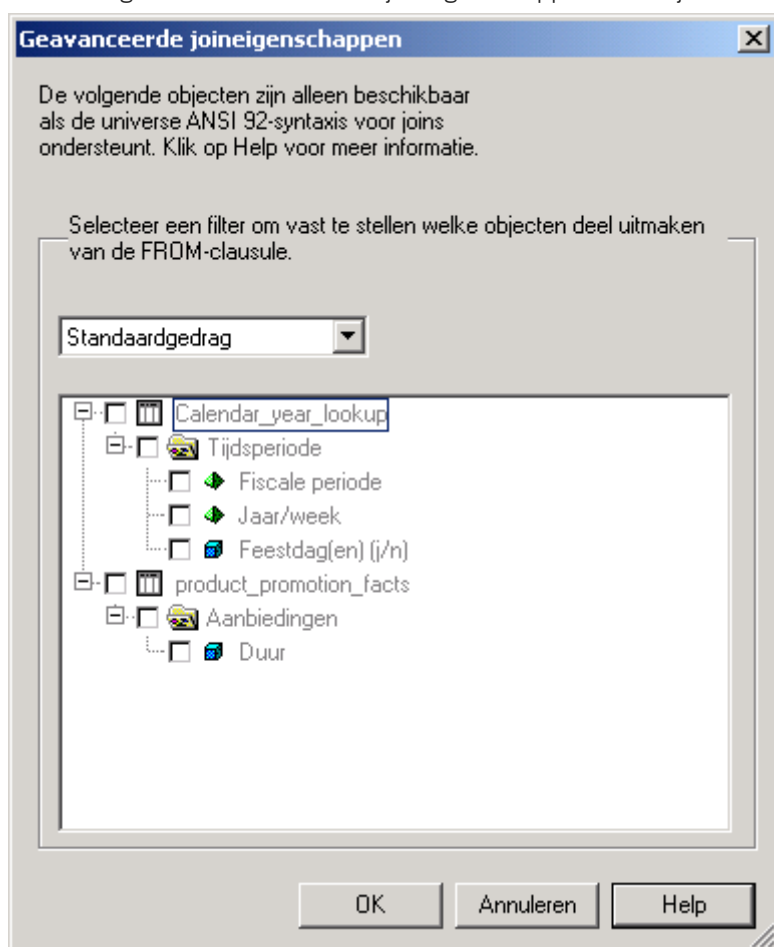 Geavanceerde joineigenschappen
De volgende objecten zijn alleen beschikbaar
als de universe ANSI 92-syntaxis voor joins
ondersteunt. Klik op Help voor meer informatie.
Selecteer een filter om vast te stellen welke objecten deel uitmaken
van de FROM-clausule.
Standaardgedrag
Calendar_year_lookup
Tijdsperiode
Fiscale periode
Jaar/week
Feestdag(en) (j/n)
product_promotion_facts
Aanbiedingen
Duur
OK Annuleren Help